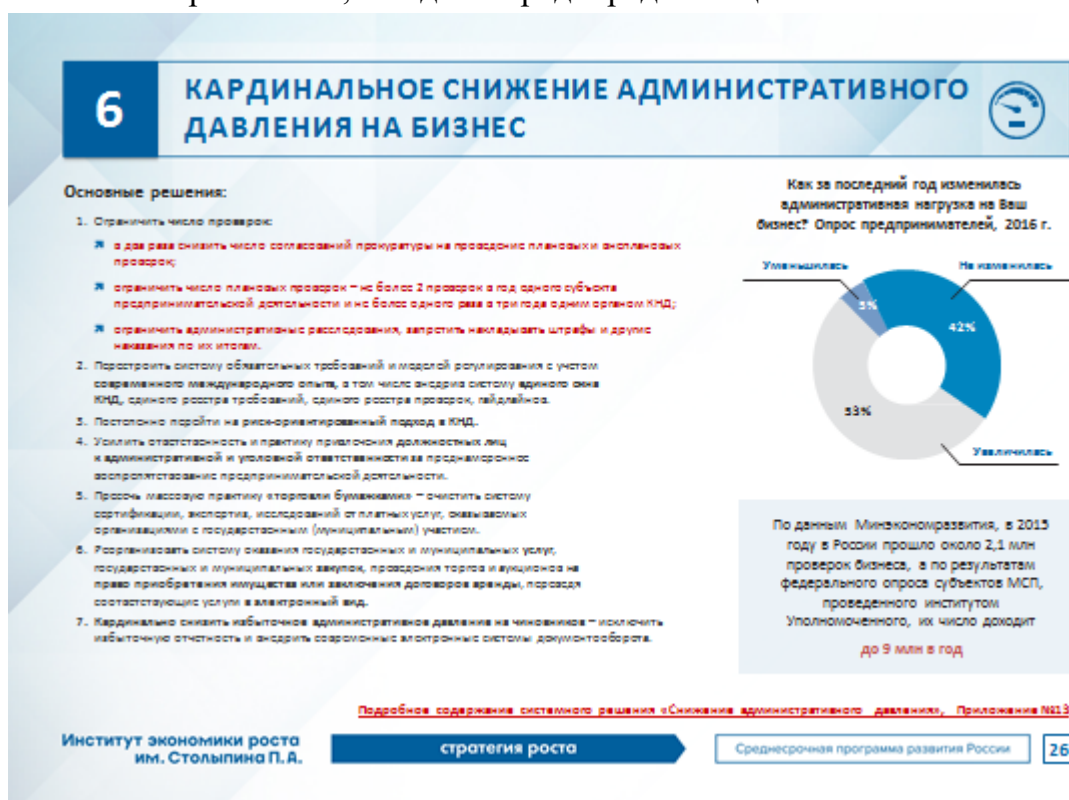 6
КАРДИНАЛЬНОЕ СНИЖЕНИЕ АДМИНИСТРАТИВНОГО
ДАВЛЕНИЯ НА БИЗНЕС
Основные решения:
1. Ограничить число проверок:
в два раза снизить число согласований прокуратуры на проведение плановых и внеплановых
проверок;
ограничить число плановых проверок – не более 2 проверок в год одного субъекта
предпринимательской деятельности и не более одного раза в три года одним органом КНД;
ограничить административные расследования, запретить накладывать штрафы и другие
наказания по их итогам.
2. Перестроить систему обязательных требований и моделей регулирования с учетом
современного международного опыта, в том числе внедрив систему единого окна
КНД, единого реестра требований, единого реестра проверок, гайдлайнов.
3. Постепенно перейти на риск-ориентированный подход в КНД.
4. Усилить ответственность и практику привлечения должностных лиц
к административной и уголовной ответственности за преднамеренное
воспрепятствование предпринимательской деятельности.
5. Пресечь массовую практику «торговли бумажками» – очистить систему
сертификации, экспертиз, исследований от платных услуг, оказываемых
организациями с государственным (муниципальным) участием.
6. Реорганизовать систему оказания государственных и муниципальных услуг,
государственных и муниципальных закупок, проведения торгов и аукционов на
право приобретения имущества или заключения договоров аренды, переведя
соответствующие услуги в электронный вид.
7. Кардинально снизить избыточное административное давление на чиновников – исключить
избыточную отчетность и внедрить современные электронные системы документооборота.
Как за последний год изменилась
административная нагрузка на Ваш
бизнес? Опрос предпринимателей, 2016 г.
Уменьшилась
Не изменилась
5%
42%
53%
Увеличилась
По данным Минэкономразвития, в 2015
году в России прошло около 2,1 млн
проверок бизнеса, а по результатам
федерального опроса субъектов МСП,
проведенного институтом
Уполномоченного, их число доходит
до 9 млн в год
Подробное содержание системного решения «Снижение административного давления», Приложение №13
Институт экономики роста
им. Столыпина П. А.
стратегия роста
Среднесрочная программа развития России
26